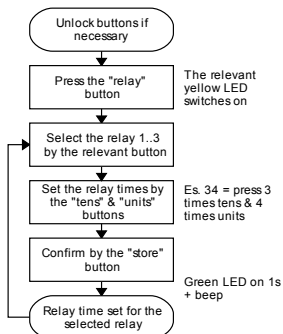 Unlock buttons if
necessary
Press the "relay"
button
The relevant
yellow LED
switches on
Select the relay 1..3
by the relevant button
Set the relay times by
the "tens" & "units"
buttons
Es. 34 = press 3
times tens & 4
times units
Confirm by the "store"
button
Green LED on 1s
+ beep
Relay time set for the
selected relay